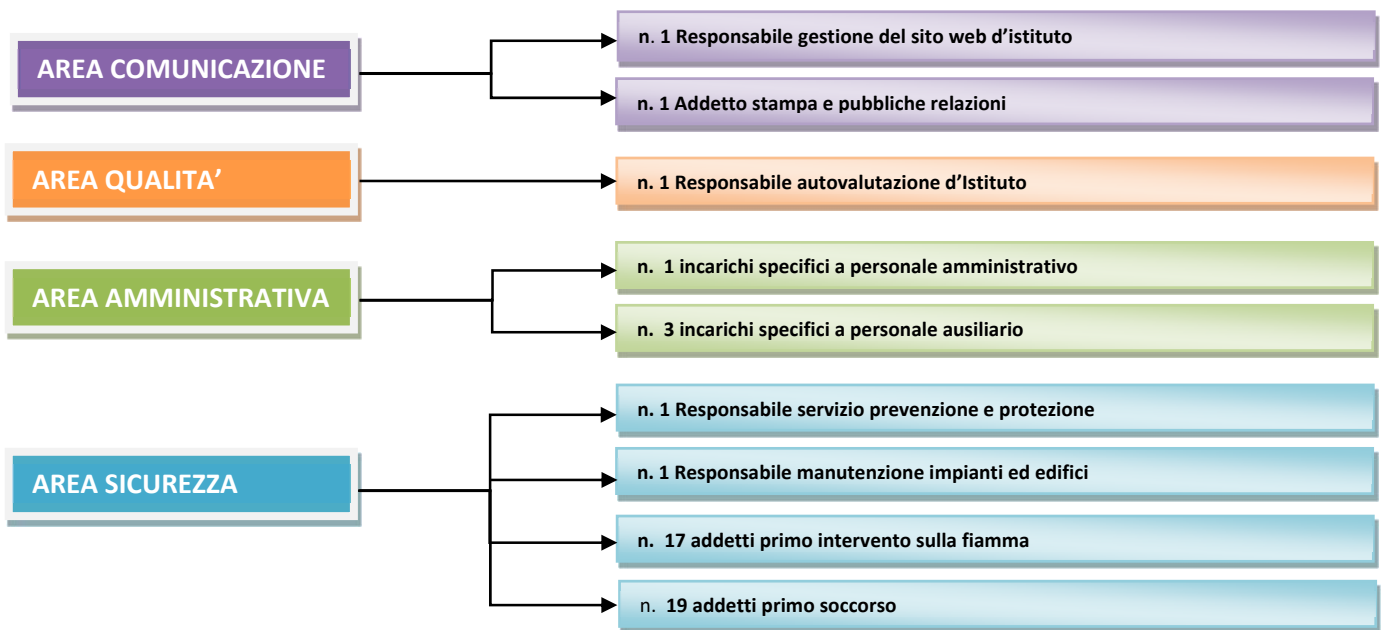 AREA COMUNICAZIONE
n. 1 Responsabile gestione del sito web d’istituto
n. 1 Addetto stampa e pubbliche relazioni
AREA QUALITA’
n. 1 Responsabile autovalutazione d’Istituto
AREA AMMINISTRATIVA
n. 1 incarichi specifici a personale amministrativo
n. 3 incarichi specifici a personale ausiliario
AREA SICUREZZA
n. 1 Responsabile servizio prevenzione e protezione
n. 1 Responsabile manutenzione impianti ed edifici
n. 17 addetti primo intervento sulla fiamma
n. 19 addetti primo soccorso